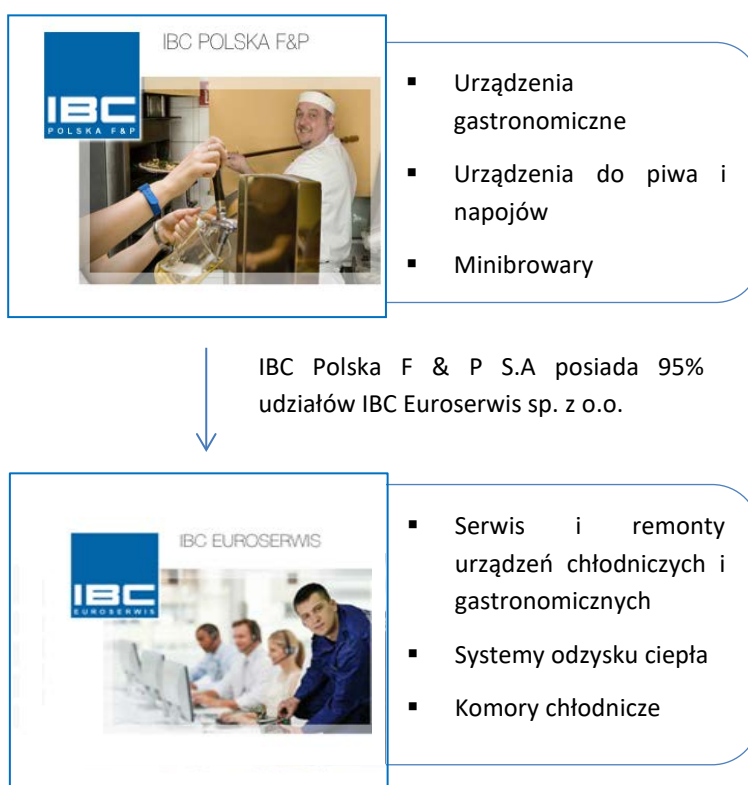 IBC POLSKA F&P
IBC
POLSKA F&P
▪ Urządzenia
gastronomiczne
▪ Urządzenia do piwa i
napojów
▪ Minibrowary
IBC Polska F & P S.A posiada 95%
udziałów IBC Euroserwis sp. z o.o.
IBC EUROSERWIS
IBC
EUROSERWIS
▪ Serwis i remonty
urządzeń chłodniczych i
gastronomicznych
▪ Systemy odzysku ciepła
▪ Komory chłodnicze